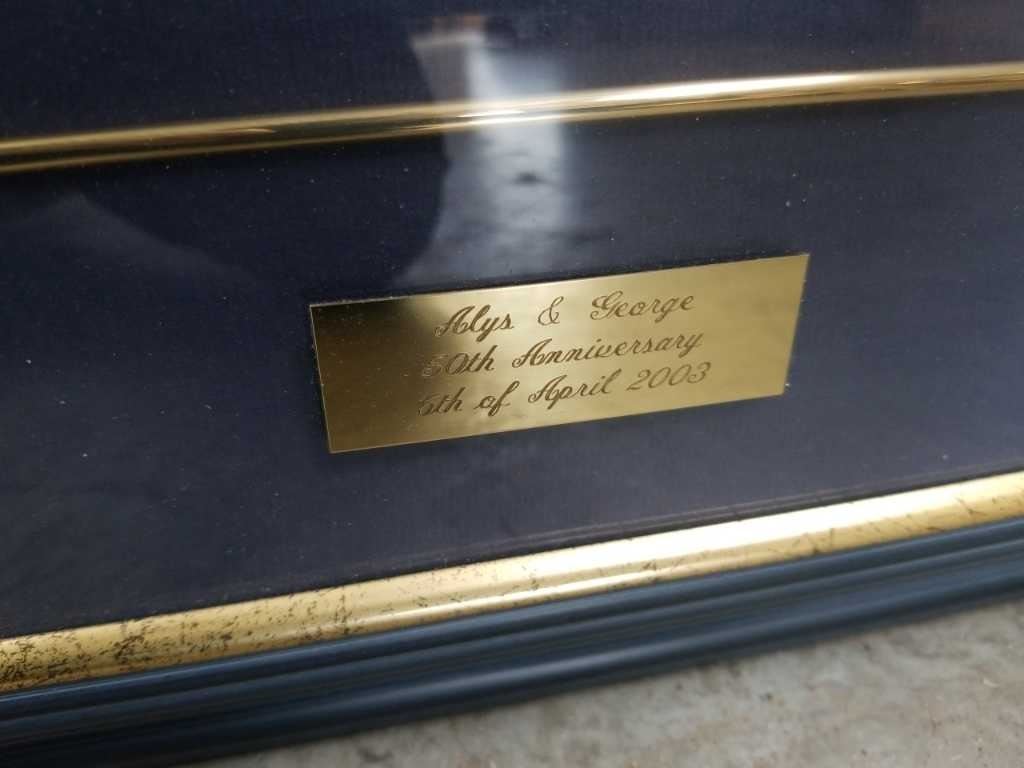 Alys & George
50th Anniversary
6th of April 2003